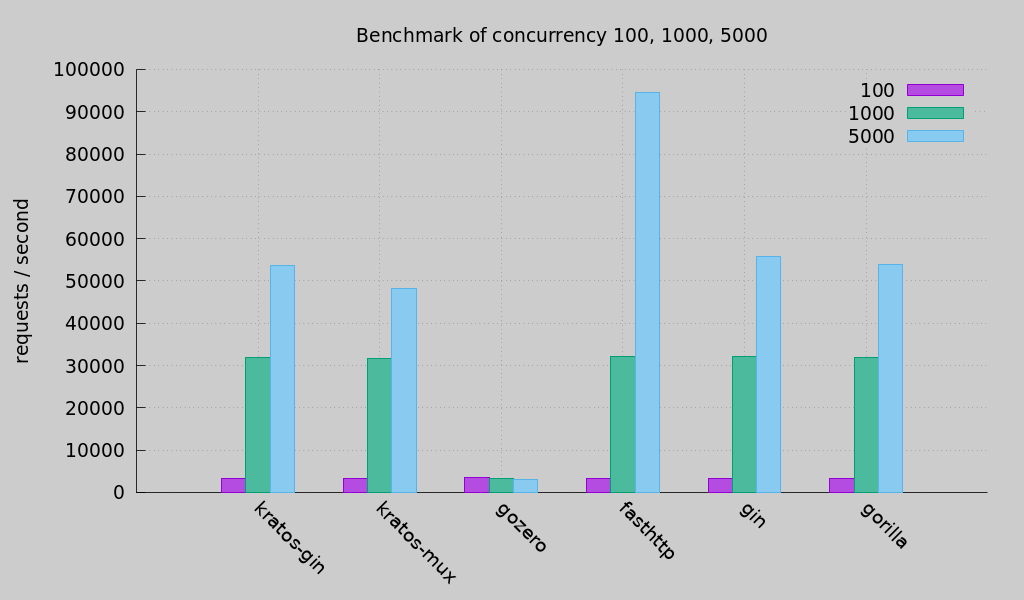 Benchmark of concurrency 100, 1000, 5000
100
1000
5000
requests / second
100000
90000
80000
70000
60000
50000
40000
30000
20000
10000
0
kratos-gin
kratos-mux
gozero
fasthttp
gin
gorilla